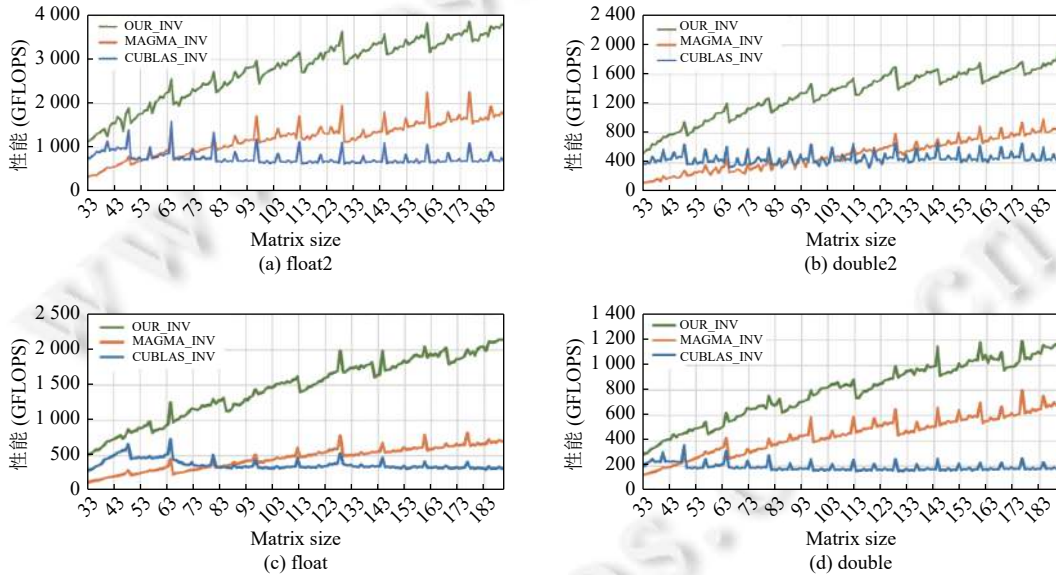 4 000
3 000
2 000
1 000
0
性能 (GFLOPS)
OUR_INV
MAGMA_INV
CUBLAS_INV
33 43 53 63 73 83 93 103 113 123 133 143 153 163 173 183
Matrix size
(a) float2
2 400
2 000
1 600
1 200
800
400
0
性能 (GFLOPS)
OUR_INV
MAGMA_INV
CUBLAS_INV
33 43 53 63 73 83 93 103 113 123 133 143 153 163 173 183
Matrix size
(b) double2
2 500
2 000
1 500
1 000
500
0
性能 (GFLOPS)
OUR_INV
MAGMA_INV
CUBLAS_INV
33 43 53 63 73 83 93 103 113 123 133 143 153 163 173 183
Matrix size
(c) float
1 400
1 200
1 000
800
600
400
200
0
性能 (GFLOPS)
OUR_INV
MAGMA_INV
CUBLAS_INV
33 43 53 63 73 83 93 103 113 123 133 143 153 163 173 183
Matrix size
(d) double